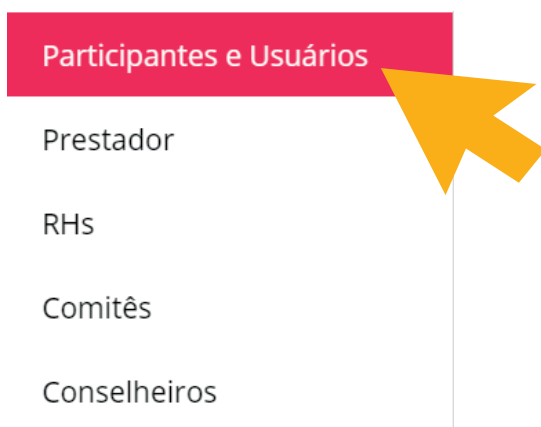 Participantes e Usuários
Prestador
RHs
Comitês
Conselheiros